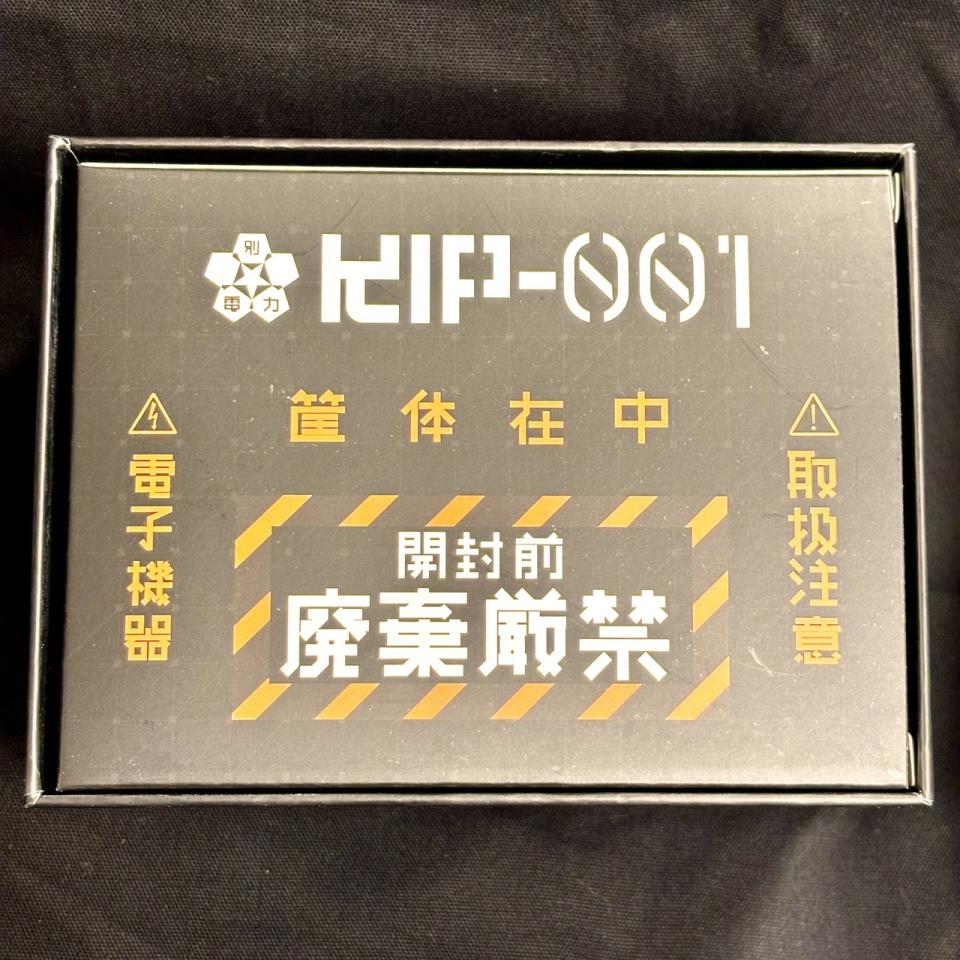 別
電力
KIP-001
筐体在中
電子機器
取扱注意
開封前
廃棄厳禁